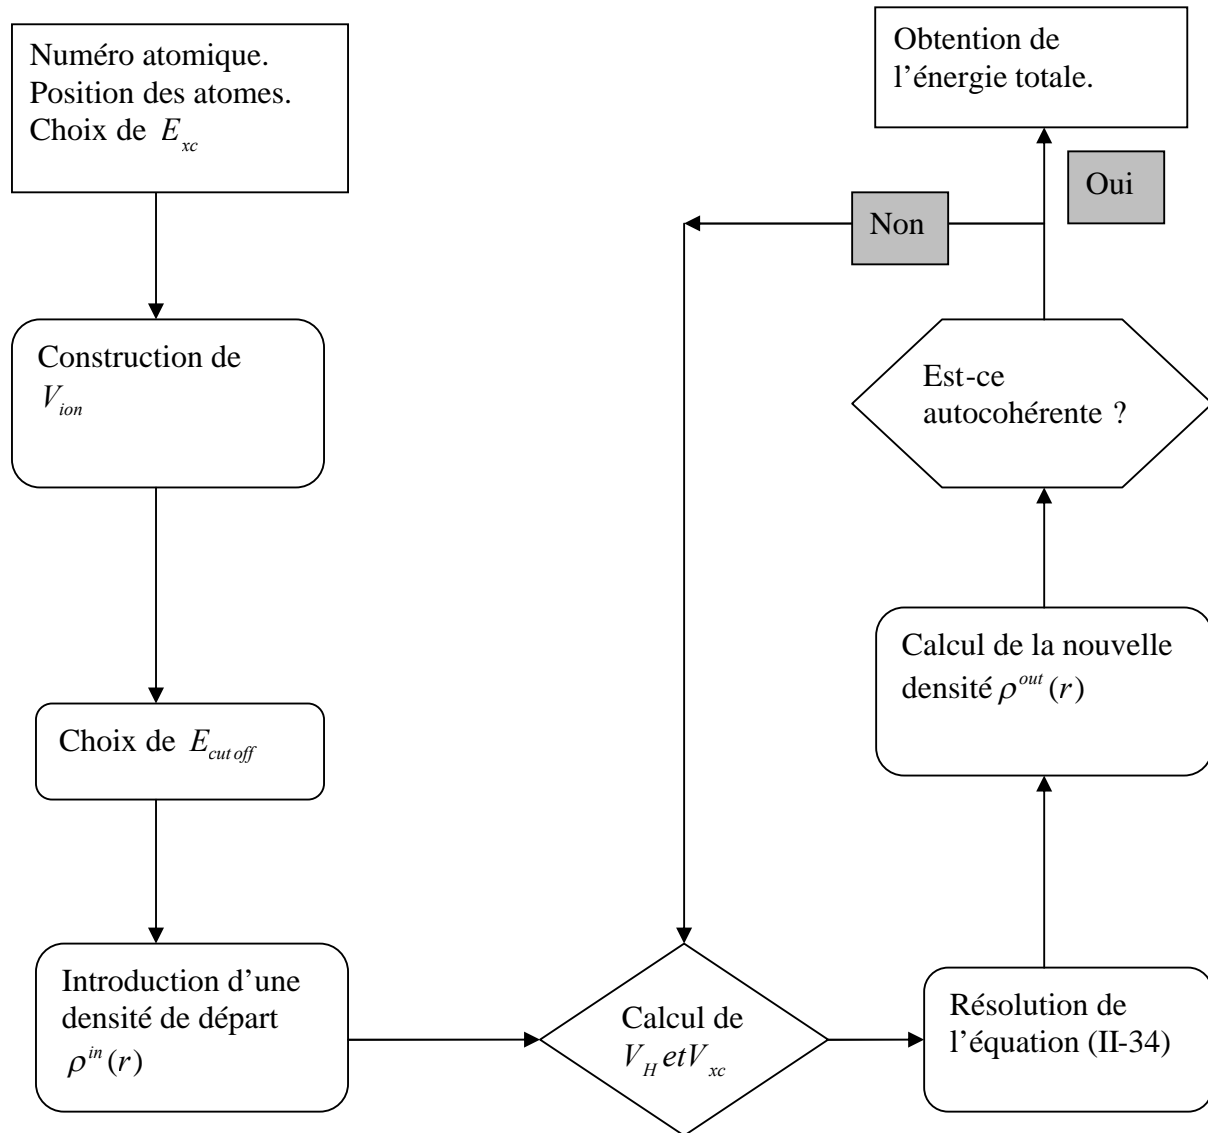 Numéro atomique.
Position des atomes.
Choix de E_xc
Construction de
V_ion
Choix de E_cut off
Introduction d’une
densité de départ
ρ^in (r)
Calcul de
V_H et V_xc
Résolution de
l’équation (II-34)
Calcul de la nouvelle
densité ρ^out (r)
Est-ce
autocohérente ?
Non
Oui
Obtention de
l’énergie totale.